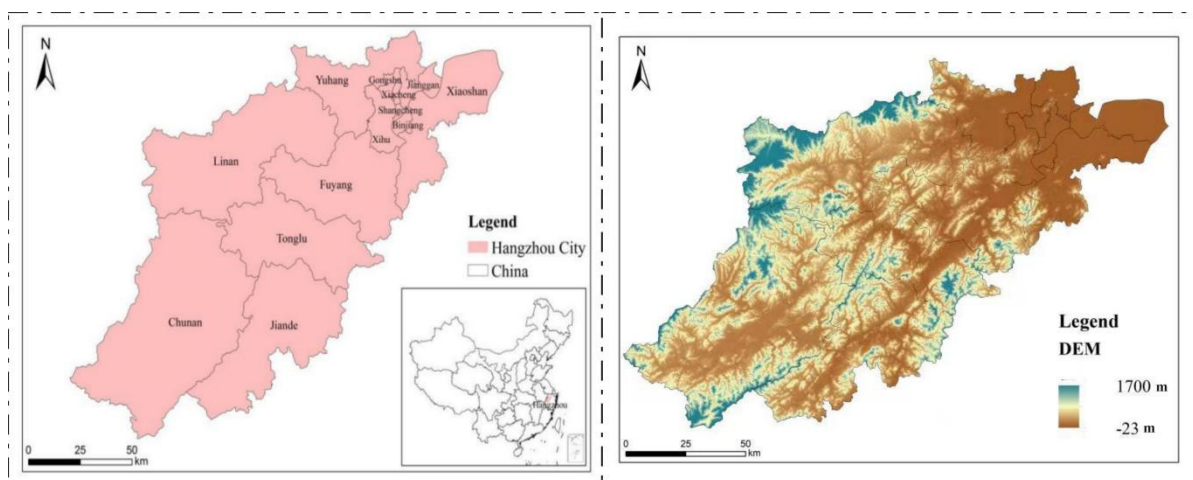 N
Yuhang
Gongshu
Jianggan
Xiacheng
Xiaoshan
Shangcheng
Binjiang
Xihu
Linan
Fuyang
Tonglu
Chunan
Jiande
Legend
Hangzhou City
China
Hangzhou
0 25 50
km
N
Legend
DEM
1700 m
-23 m
0 25 50
km